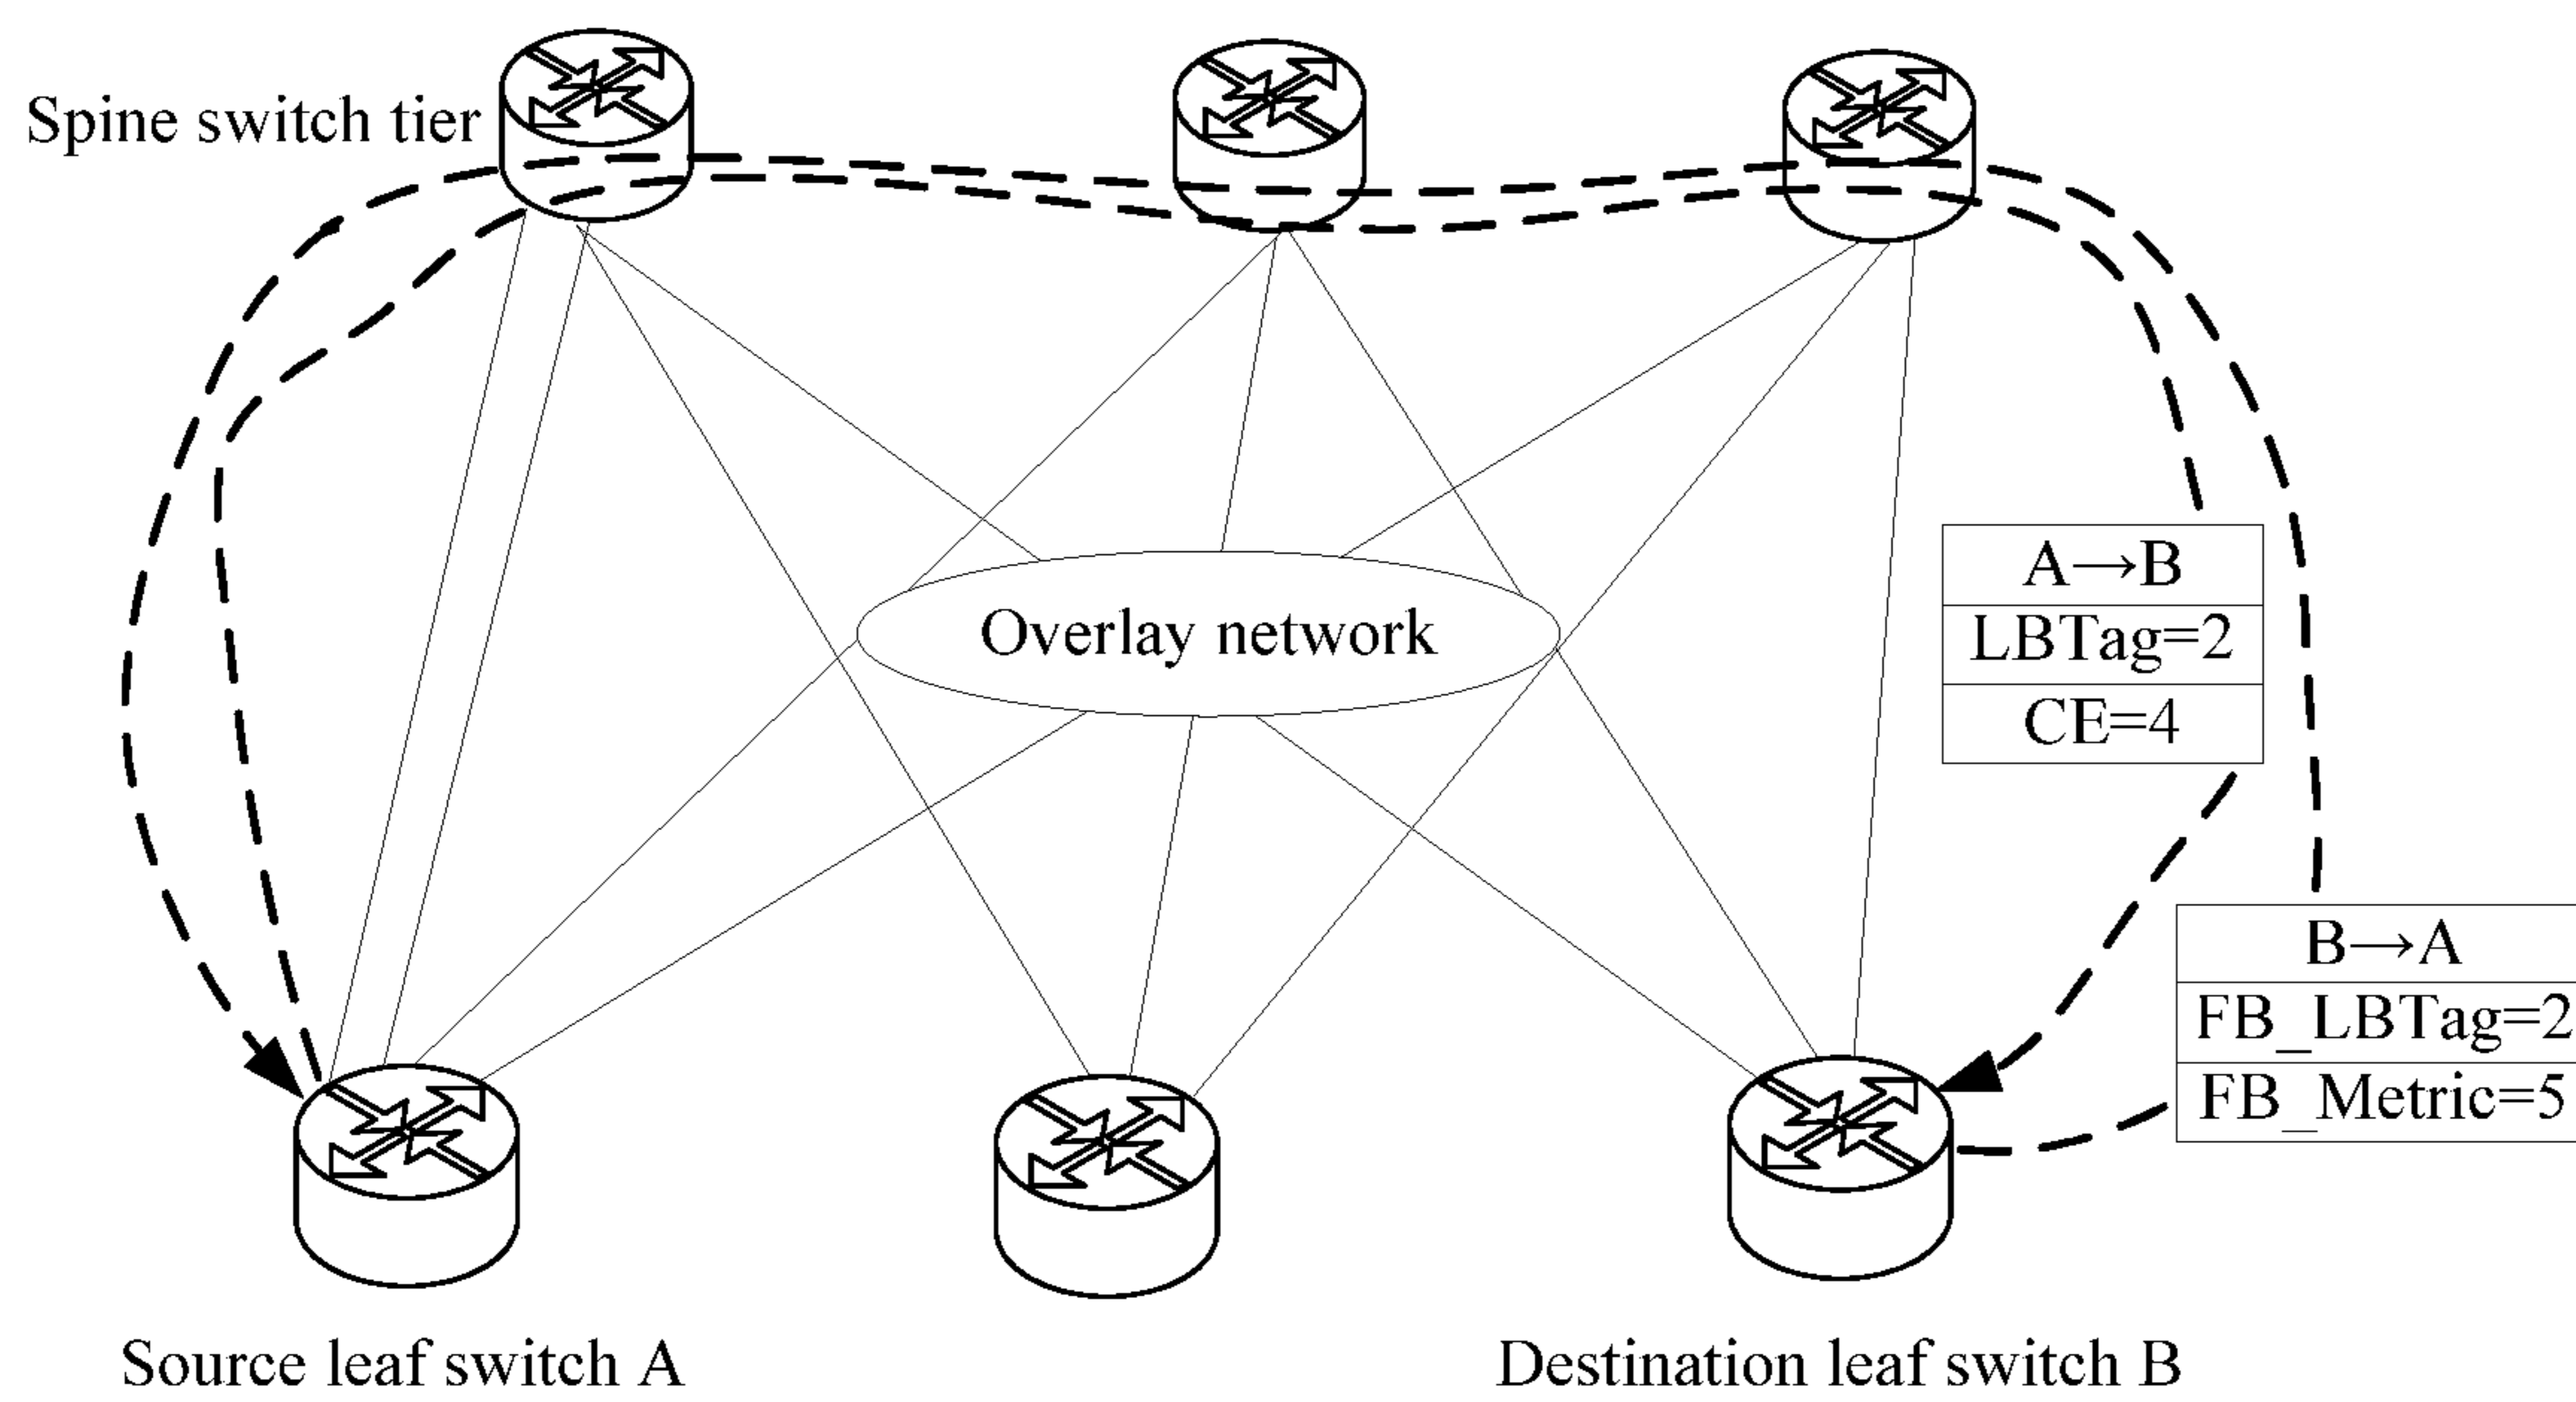 Spine switch tier
Overlay network
A→B
LBTag=2
CE=4
B→A
FB_LBTag=2
FB_Metric=5
Source leaf switch A
Destination leaf switch B